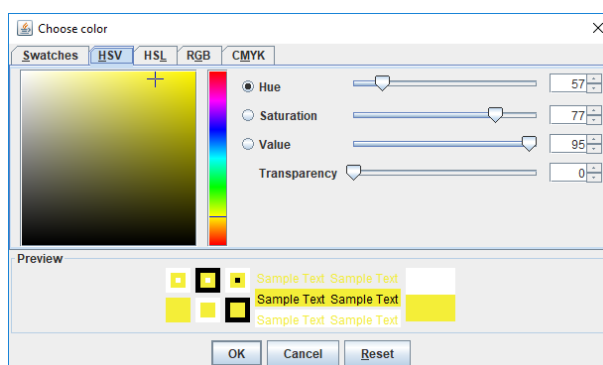 Choose color
Swatches HSV HSL RGB CMYK
Hue 57
Saturation 77
Value 95
Transparency 0
Preview
Sample Text Sample Text
Sample Text Sample Text
Sample Text Sample Text
OK Cancel Reset